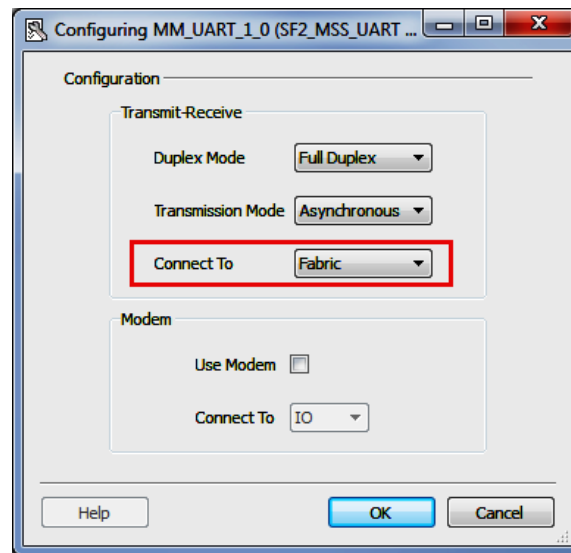 Configuring MM_UART_1_0 (SF2_MSS_UART ...
Configuration
Transmit-Receive
Duplex Mode Full Duplex
Transmission Mode Asynchronous
Connect To Fabric
Modem
Use Modem
Connect To IO
Help OK Cancel